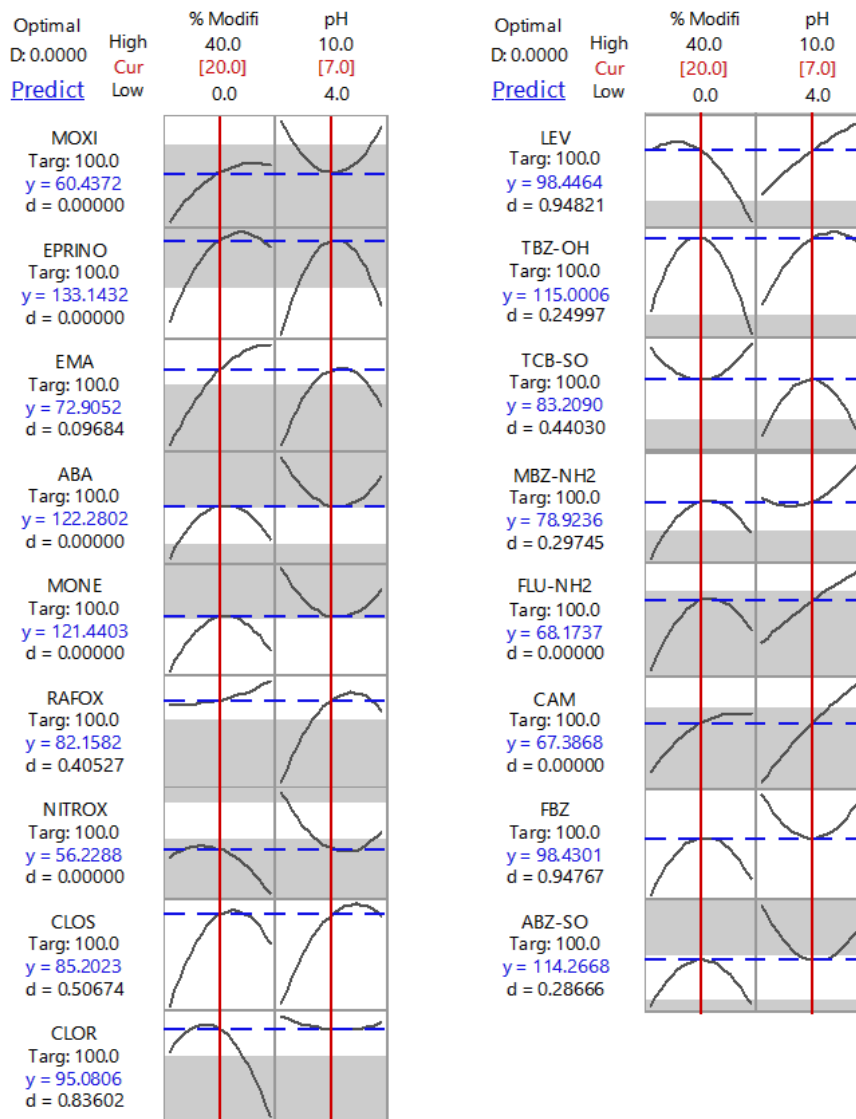 Optimal
D: 0.0000
Predict
High
Cur
Low
% Modifi
40.0
[20.0]
0.0
pH
10.0
[7.0]
4.0
MOXI
Targ: 100.0
y = 60.4372
d = 0.00000
EPRINO
Targ: 100.0
y = 133.1432
d = 0.00000
EMA
Targ: 100.0
y = 72.9052
d = 0.09684
ABA
Targ: 100.0
y = 122.2802
d = 0.00000
MONE
Targ: 100.0
y = 121.4403
d = 0.00000
RAFOX
Targ: 100.0
y = 82.1582
d = 0.40527
NITROX
Targ: 100.0
y = 56.2288
d = 0.00000
CLOS
Targ: 100.0
y = 85.2023
d = 0.50674
CLOR
Targ: 100.0
y = 95.0806
d = 0.83602
Optimal
D: 0.0000
Predict
High
Cur
Low
% Modifi
40.0
[20.0]
0.0
pH
10.0
[7.0]
4.0
LEV
Targ: 100.0
y = 98.4464
d = 0.94821
TBZ-OH
Targ: 100.0
y = 115.0006
d = 0.24997
TCB-SO
Targ: 100.0
y = 83.2090
d = 0.44030
MBZ-NH2
Targ: 100.0
y = 78.9236
d = 0.29745
FLU-NH2
Targ: 100.0
y = 68.1737
d = 0.00000
CAM
Targ: 100.0
y = 67.3868
d = 0.00000
FBZ
Targ: 100.0
y = 98.4301
d = 0.94767
ABZ-SO
Targ: 100.0
y = 114.2668
d = 0.28666